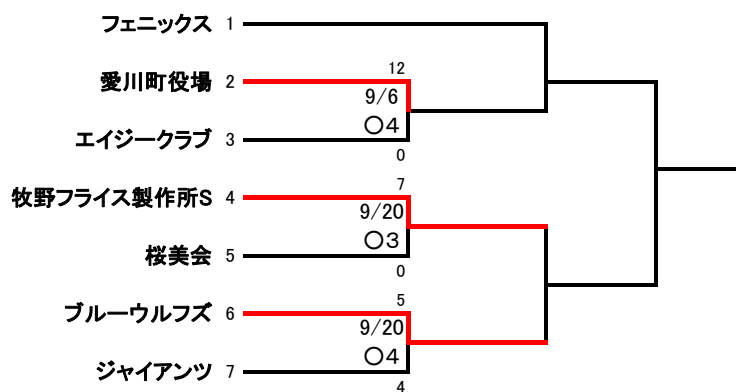 フェニックス 1
12
愛川町役場 2
9/6
〇4
エイジークラブ 3
0
7
牧野フライス製作所S 4
9/20
〇3
桜美会 5
0
5
ブルーウルフズ 6
9/20
〇4
ジャイアンツ 7
4